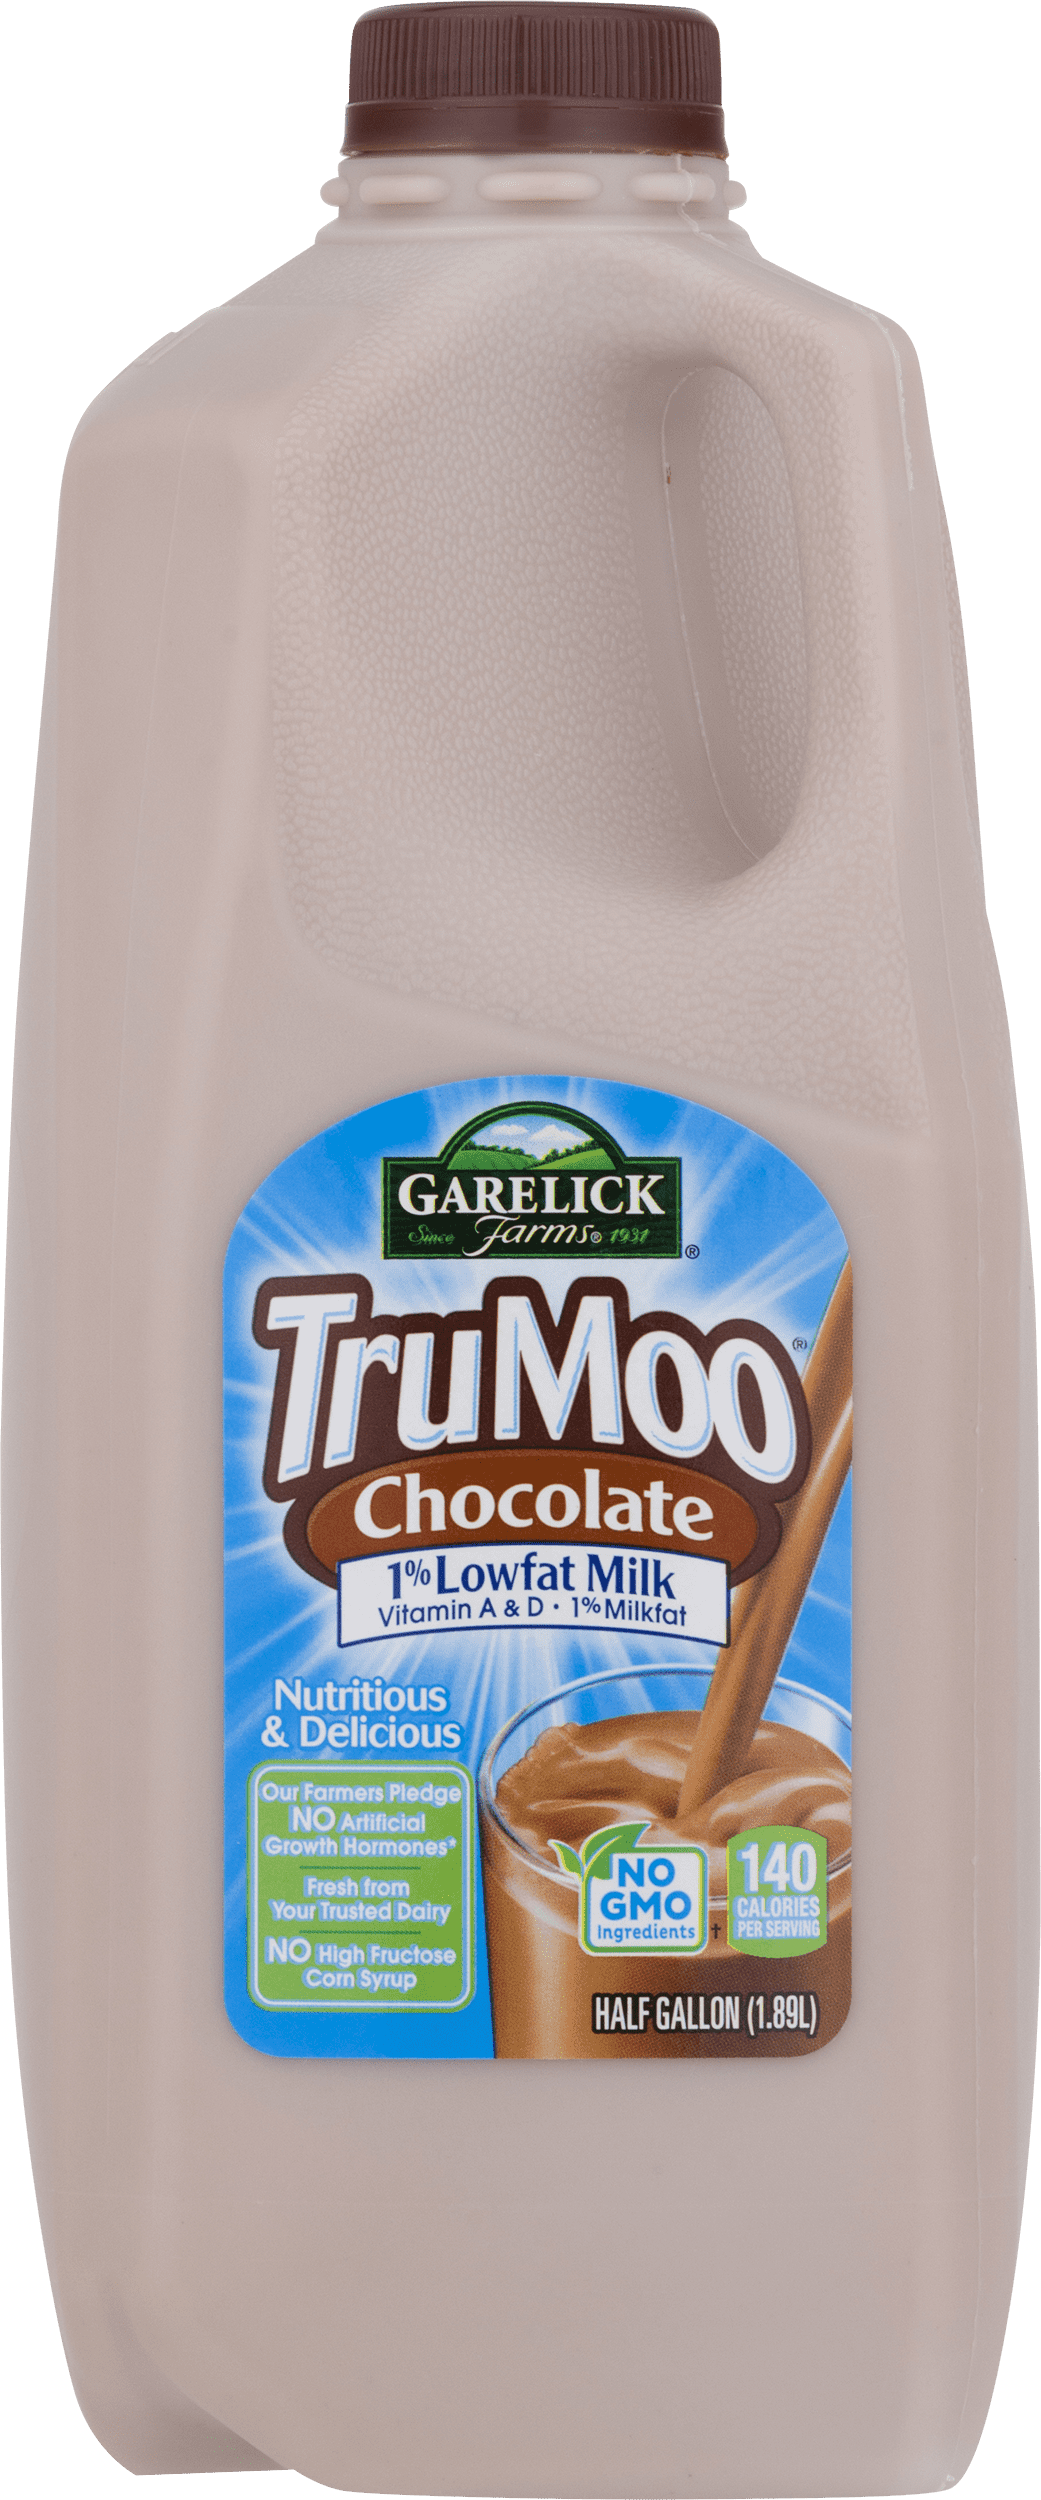 GARELICK
Since Farms® 1931
®
TruMoo®
Chocolate
1% Lowfat Milk
Vitamin A & D • 1% Milkfat
Nutritious
& Delicious
Our Farmers Pledge
NO Artificial
Growth Hormones*
Fresh from
Your Trusted Dairy
NO High Fructose
Corn Syrup
NO
GMO
Ingredients †
140
CALORIES
PER SERVING
HALF GALLON (1.89L)